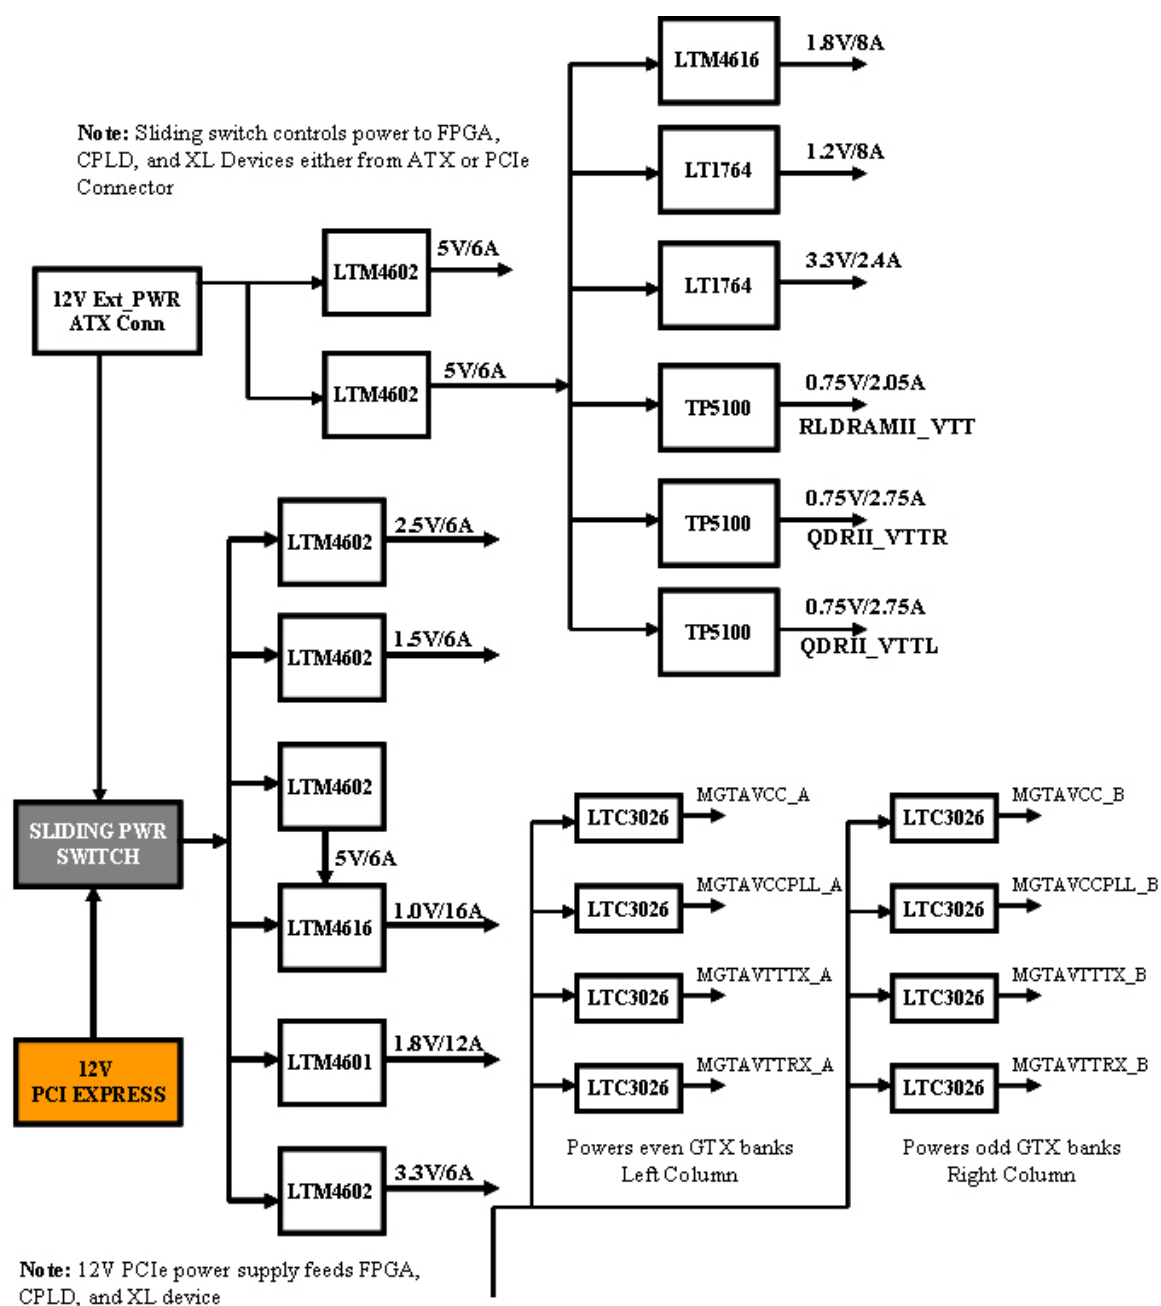 LTM4616
1.8V/8A
Note: Sliding switch controls power to FPGA,
CPLD, and XL Devices either from ATX or PCIe
Connector
LT1764
1.2V/8A
LTM4602
5V/6A
LT1764
3.3V/2.4A
12V Ext_PWR
ATX Conn
LTM4602
5V/6A
TP5100
0.75V/2.05A
RLDRAMII_VTT
TP5100
0.75V/2.75A
QDRII_VTTR
TP5100
0.75V/2.75A
QDRII_VTTL
LTM4602
2.5V/6A
LTM4602
1.5V/6A
LTM4602
5V/6A
SLIDING PWR
SWITCH
LTM4616
1.0V/16A
LTM4601
1.8V/12A
12V
PCI EXPRESS
LTM4602
3.3V/6A
LTC3026
MGTAVCC_A
LTC3026
MGTAVCC_B
LTC3026
MGTAVCCPLL_A
LTC3026
MGTAVCCPLL_B
LTC3026
MGTAVTTTX_A
LTC3026
MGTAVTTTX_B
LTC3026
MGTAVTTRX_A
LTC3026
MGTAVTTRX_B
Powers even GTX banks
Left Column
Powers odd GTX banks
Right Column
Note: 12V PCIe power supply feeds FPGA,
CPLD, and XL device